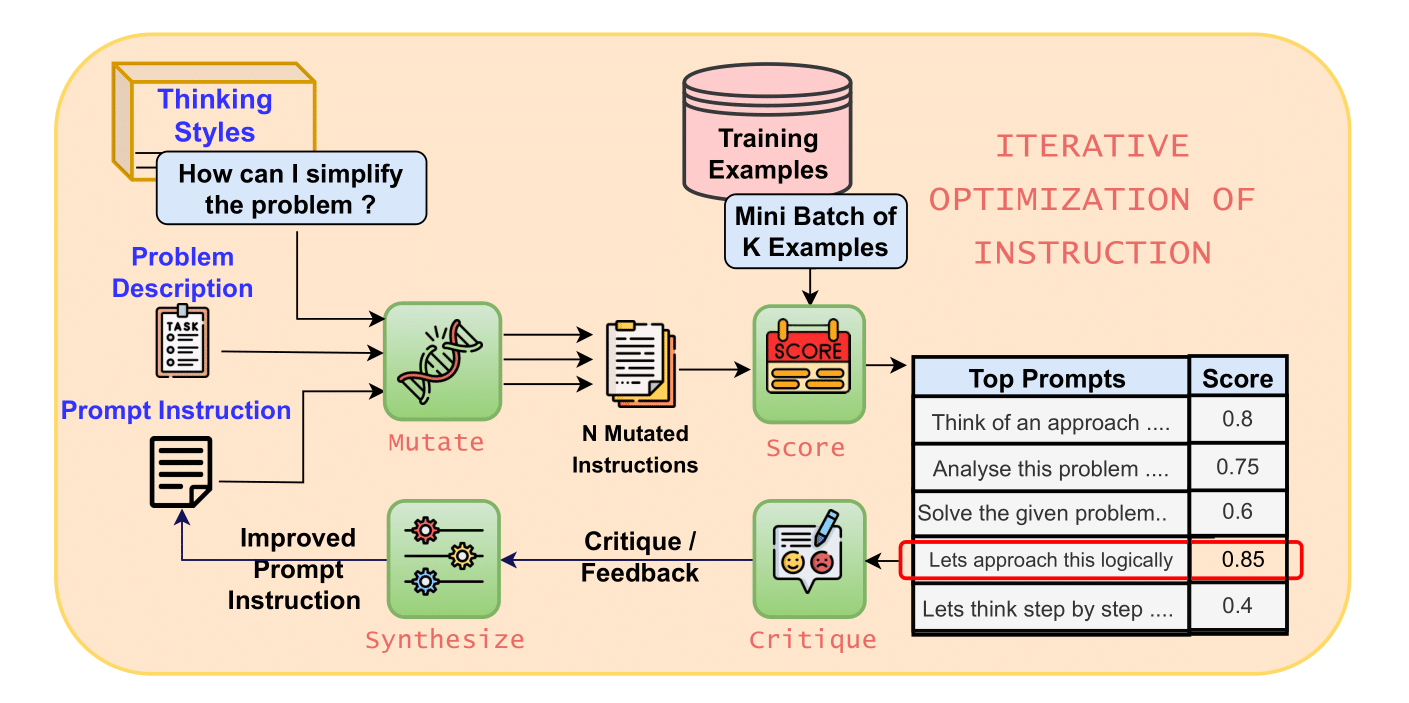 Thinking
Styles
How can I simplify
the problem ?
Training
Examples
Mini Batch of
K Examples
ITERATIVE
OPTIMIZATION OF
INSTRUCTION
Problem
Description
TASK
Prompt Instruction
Mutate
N Mutated
Instructions
SCORE
Score
Top Prompts Score
Think of an approach .... 0.8
Analyse this problem .... 0.75
Solve the given problem.. 0.6
Lets approach this logically 0.85
Lets think step by step .... 0.4
Improved
Prompt
Instruction
Synthesize
Critique /
Feedback
Critique